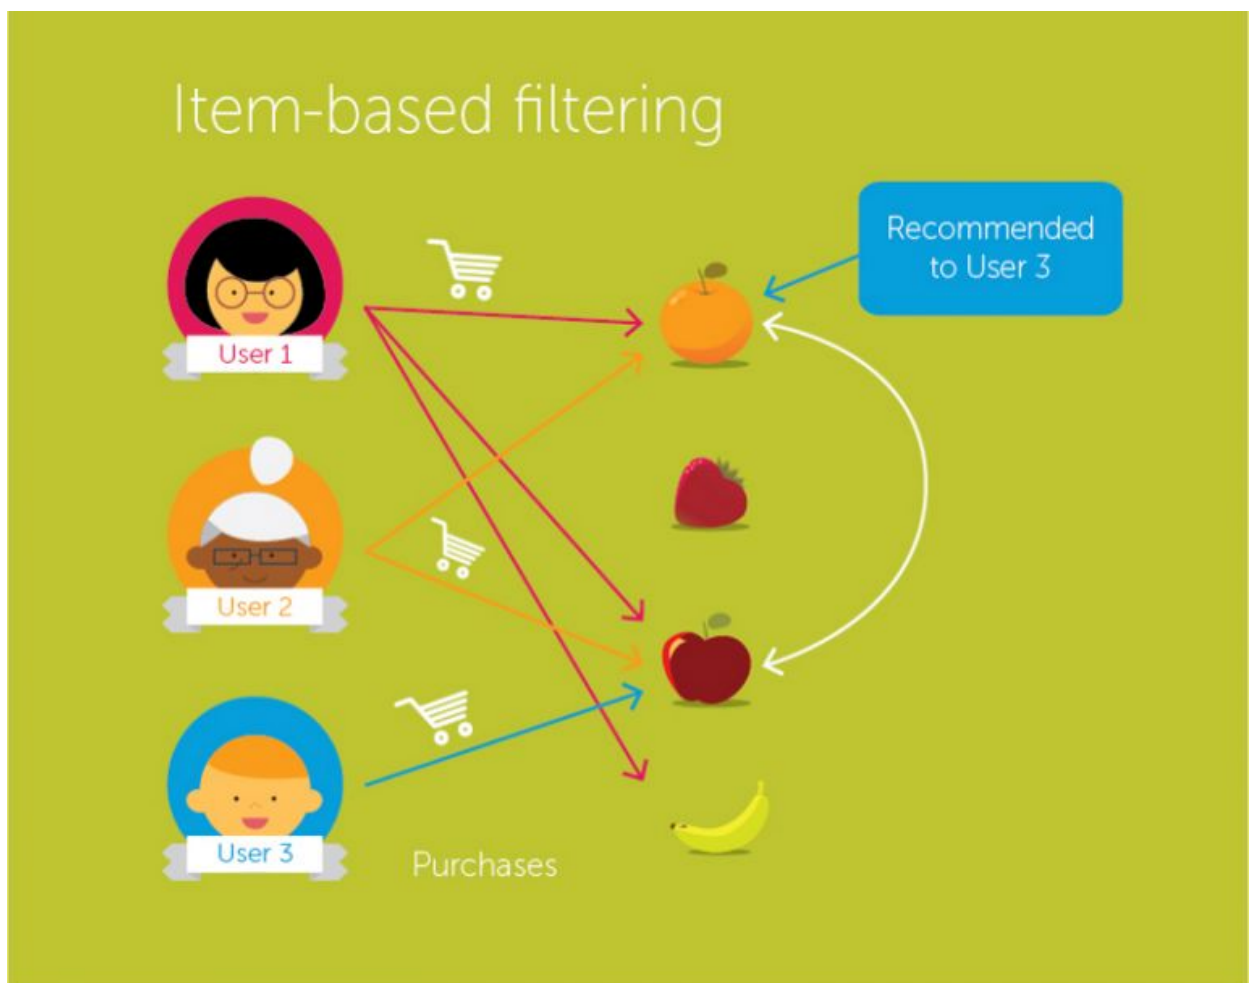 Item-based filtering
Recommended
to User 3
User 1
User 2
User 3
Purchases